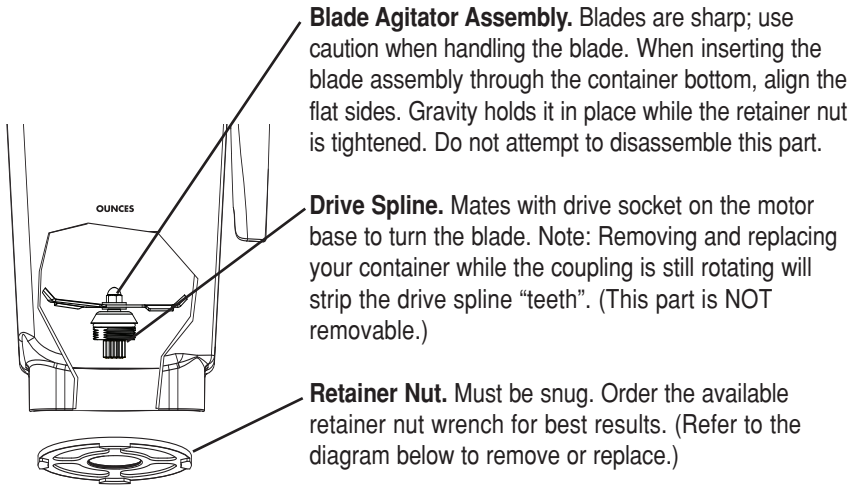 Blade Agitator Assembly. Blades are sharp; use
caution when handling the blade. When inserting the
blade assembly through the container bottom, align the
flat sides. Gravity holds it in place while the retainer nut
is tightened. Do not attempt to disassemble this part.
OUNCES
Drive Spline. Mates with drive socket on the motor
base to turn the blade. Note: Removing and replacing
your container while the coupling is still rotating will
strip the drive spline “teeth”. (This part is NOT
removable.)
Retainer Nut. Must be snug. Order the available
retainer nut wrench for best results. (Refer to the
diagram below to remove or replace.)